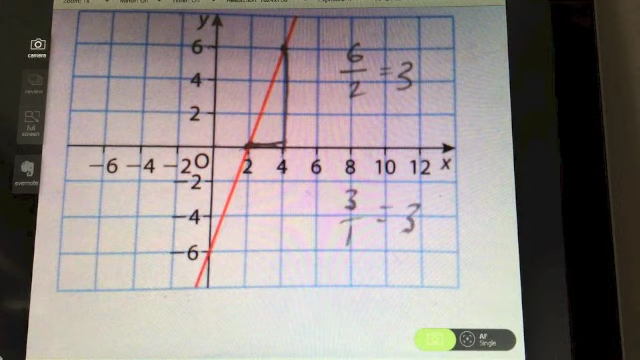 y
6
6/2 = 3
camera
4
review
2
full screen
-6 -4 -2 O 2 4 6 8 10 12 x
evernote
-2
-4
3/1 = 3
-6
AF
Single